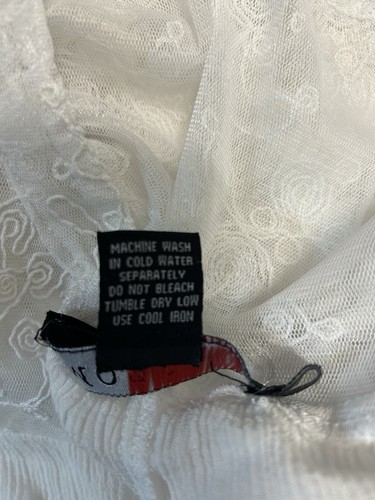 MACHINE WASH
IN COLD WATER
SEPARATELY
DO NOT BLEACH
TUMBLE DRY LOW
USE COOL IRON